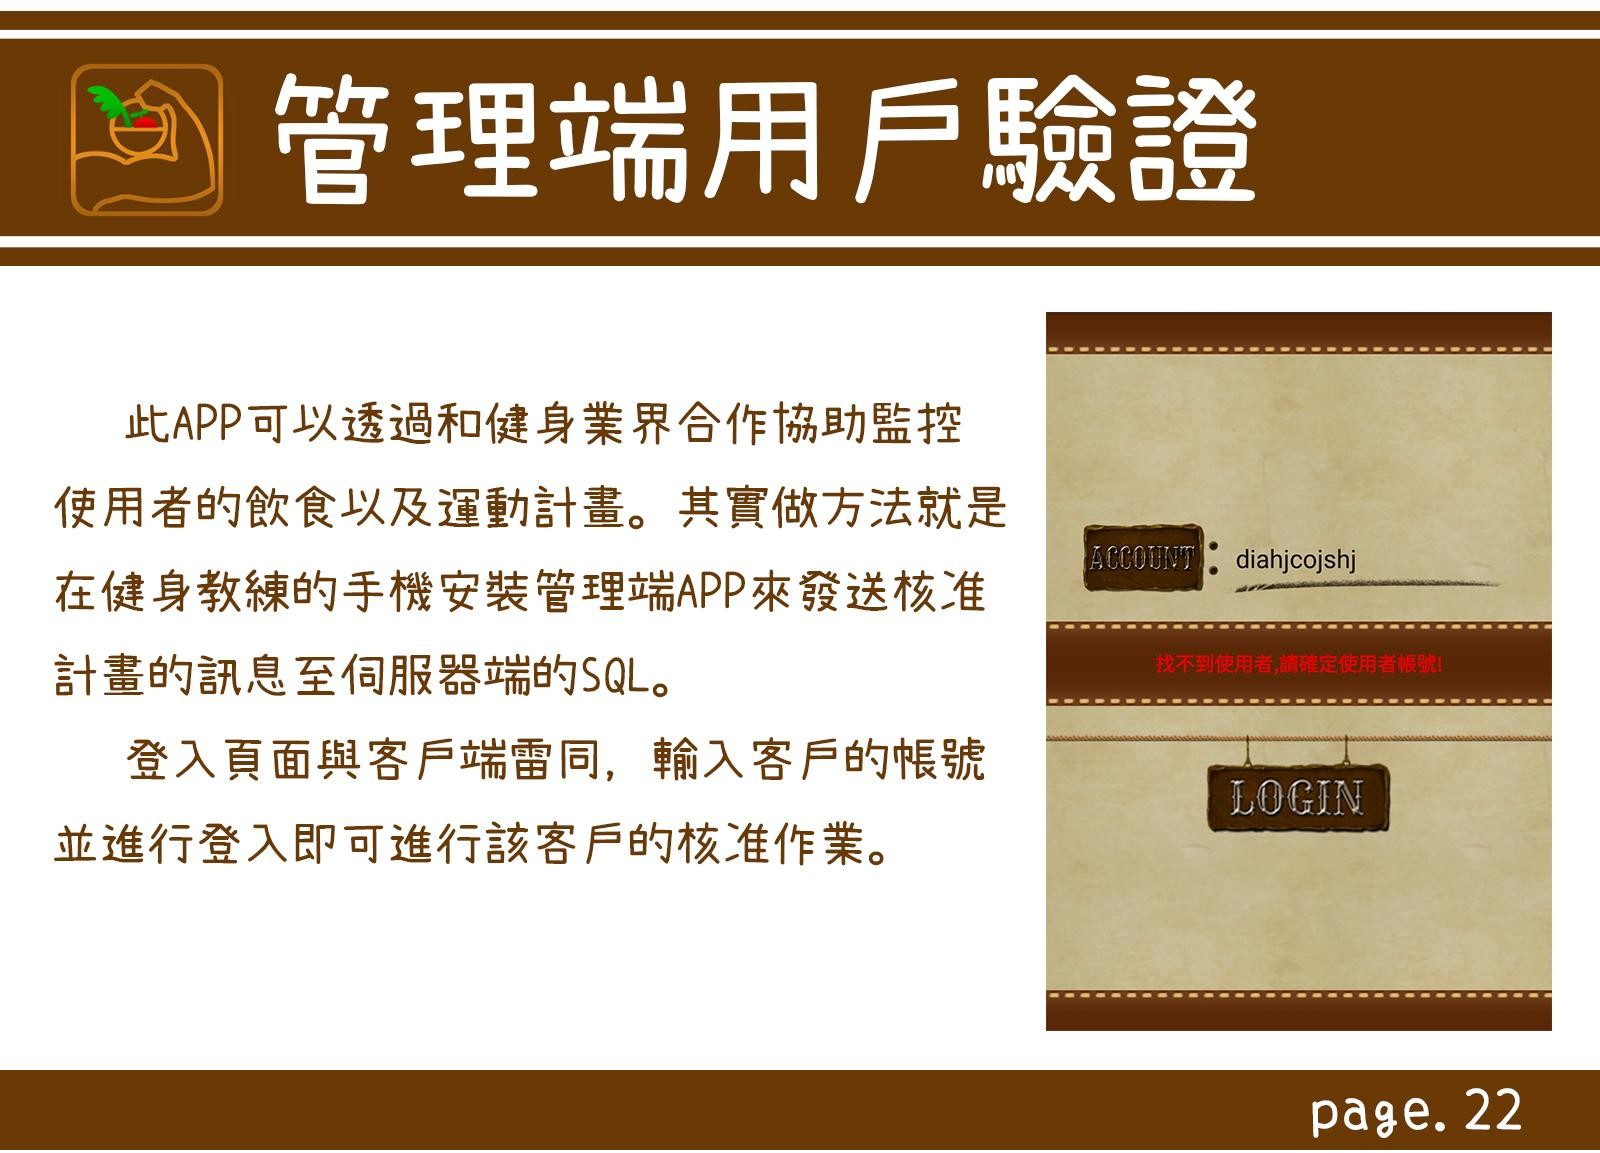 管理端用戶驗證
此APP可以透過和健身業界合作協助監控
使用者的飲食以及運動計畫。其實做方法就是
在健身教練的手機安裝管理端APP來發送核准
計畫的訊息至伺服器端的SQL。
登入頁面與客戶端雷同,輸入客戶的帳號
並進行登入即可進行該客戶的核准作業。
ACCOUNT : diahjcojshj
找不到使用者,請確定使用者帳號!
LOGIN
page. 22